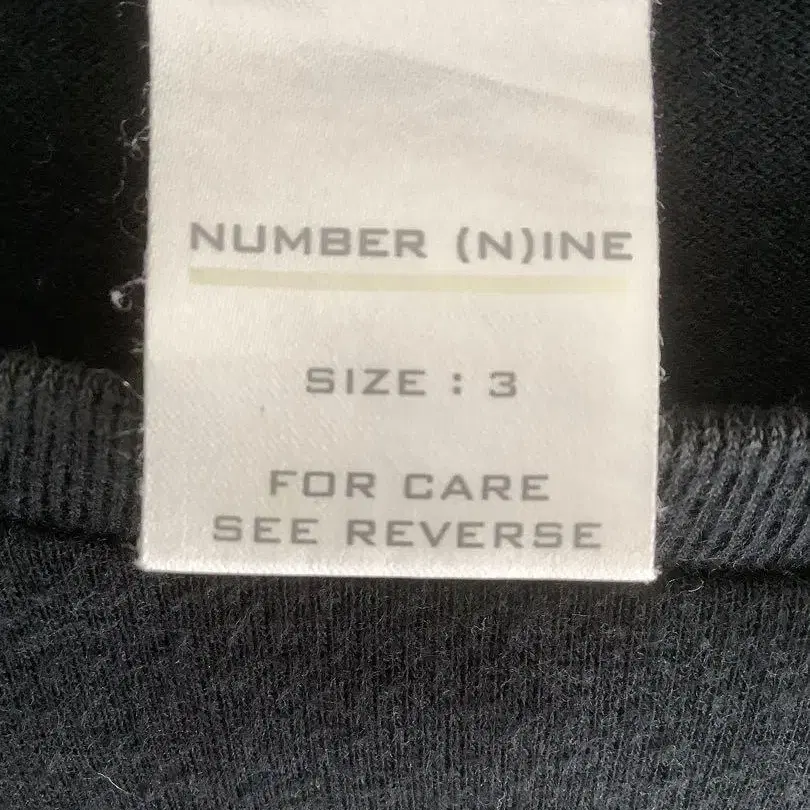 NUMBER (N)INE
SIZE : 3
FOR CARE
SEE REVERSE